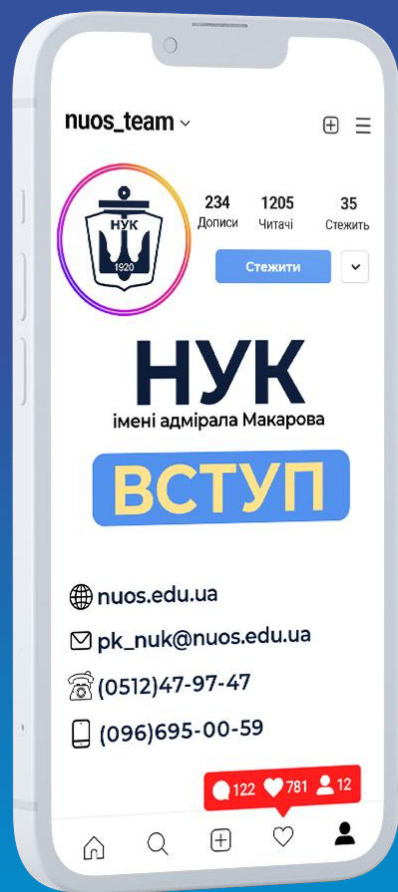 nuos_team
234 1205 35
Дописи Читачі Стежить
НУК
1920
Стежити
НУК
імені адмірала Макарова
ВСТУП
nuos.edu.ua
pk_nuk@nuos.edu.ua
(0512)47-97-47
(096)695-00-59
122 781 12